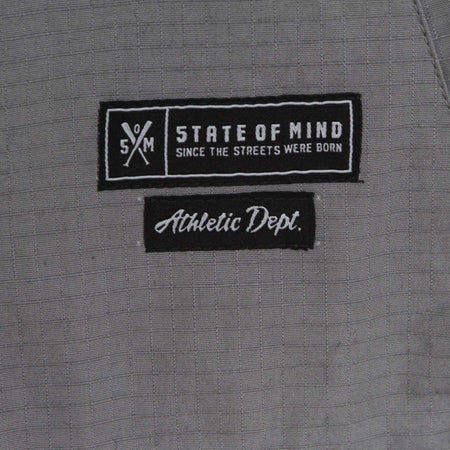 O
5 M
5TATE OF MIND
SINCE THE STREETS WERE BORN
Athletic Dept.